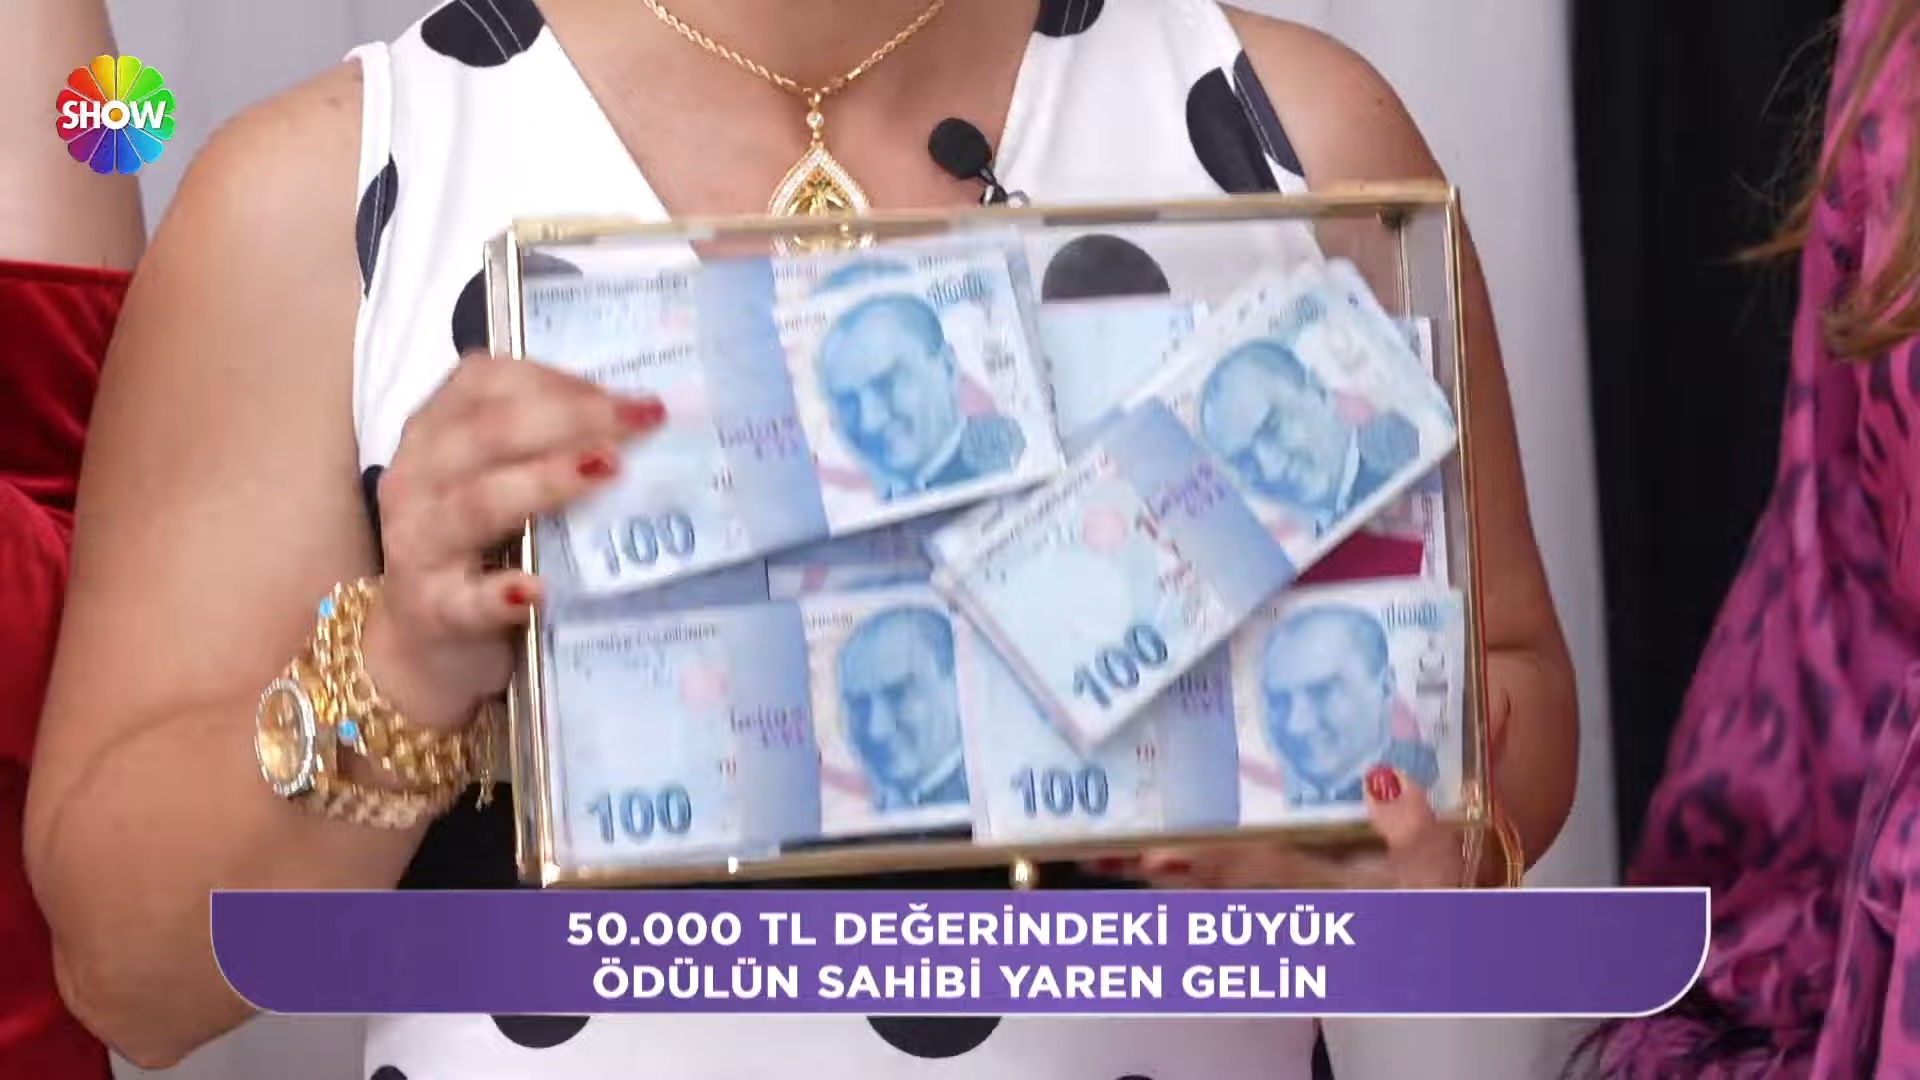 SHOW
100
100
100
100
50.000 TL DEĞERİNDEKİ BÜYÜK
ÖDÜLÜN SAHİBİ YAREN GELİN